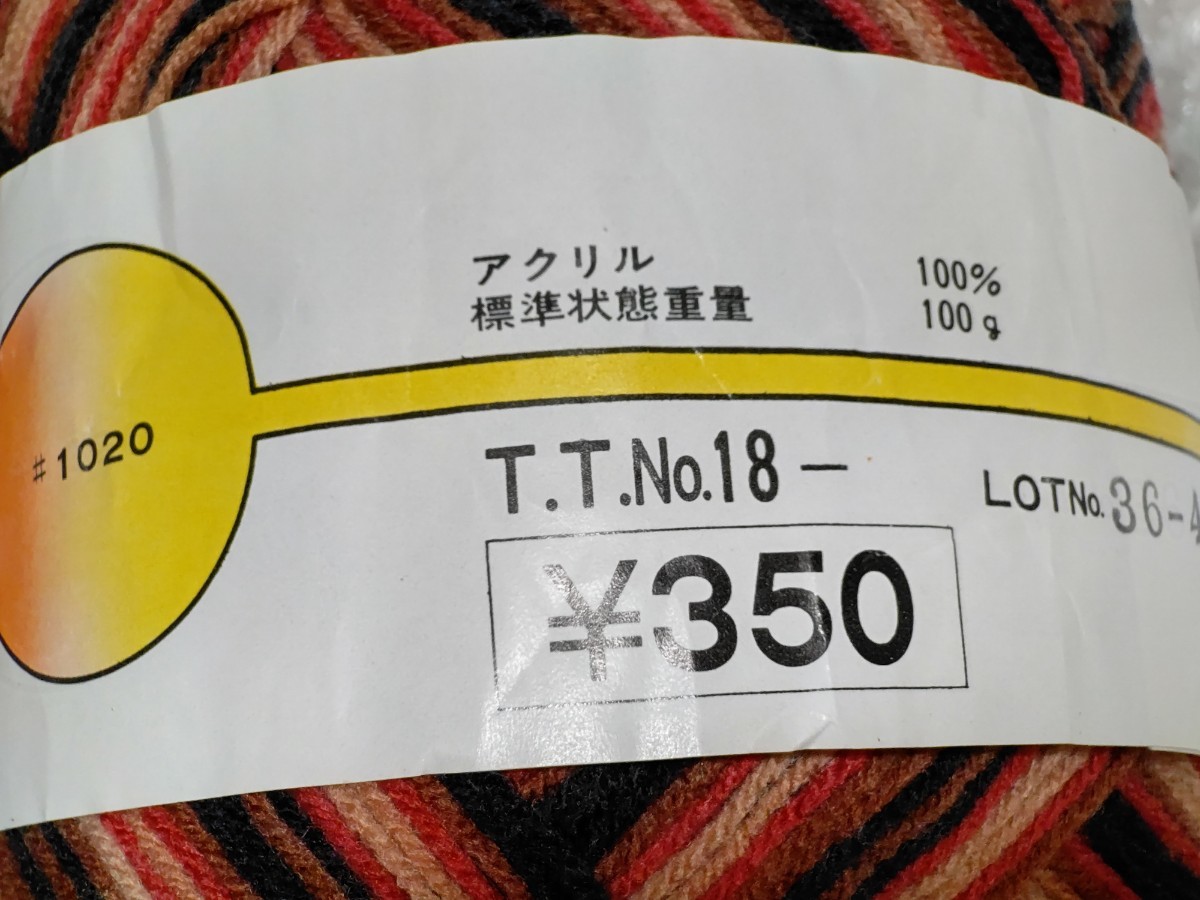 アクリル 100%
標準状態重量 100g
#1020
T.T.No.18-
LOTNo. 36-
¥350